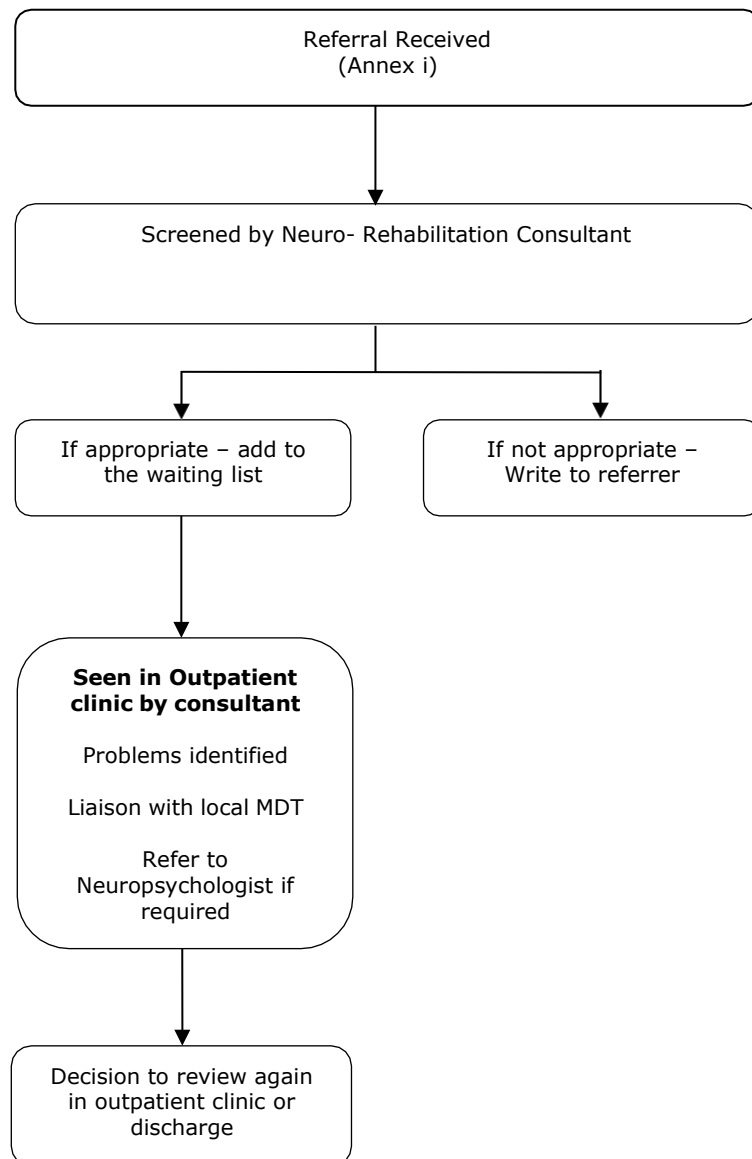 Referral Received
(Annex i)
Screened by Neuro- Rehabilitation Consultant
If appropriate – add to
the waiting list
If not appropriate –
Write to referrer
Seen in Outpatient
clinic by consultant
Problems identified
Liaison with local MDT
Refer to
Neuropsychologist if
required
Decision to review again
in outpatient clinic or
discharge